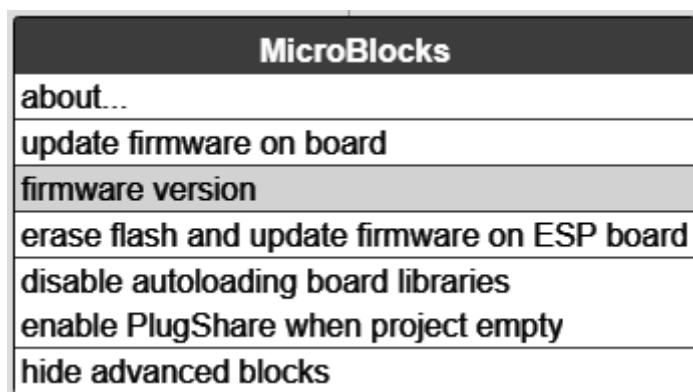 MicroBlocks
about...
update firmware on board
firmware version
erase flash and update firmware on ESP board
disable autoloading board libraries
enable PlugShare when project empty
hide advanced blocks